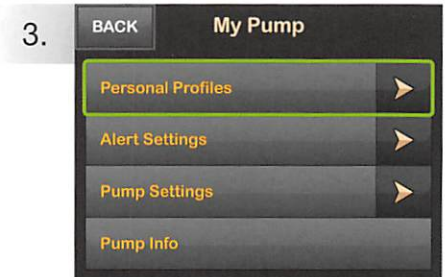 3.
BACK
My Pump
Personal Profiles
Alert Settings
Pump Settings
Pump Info